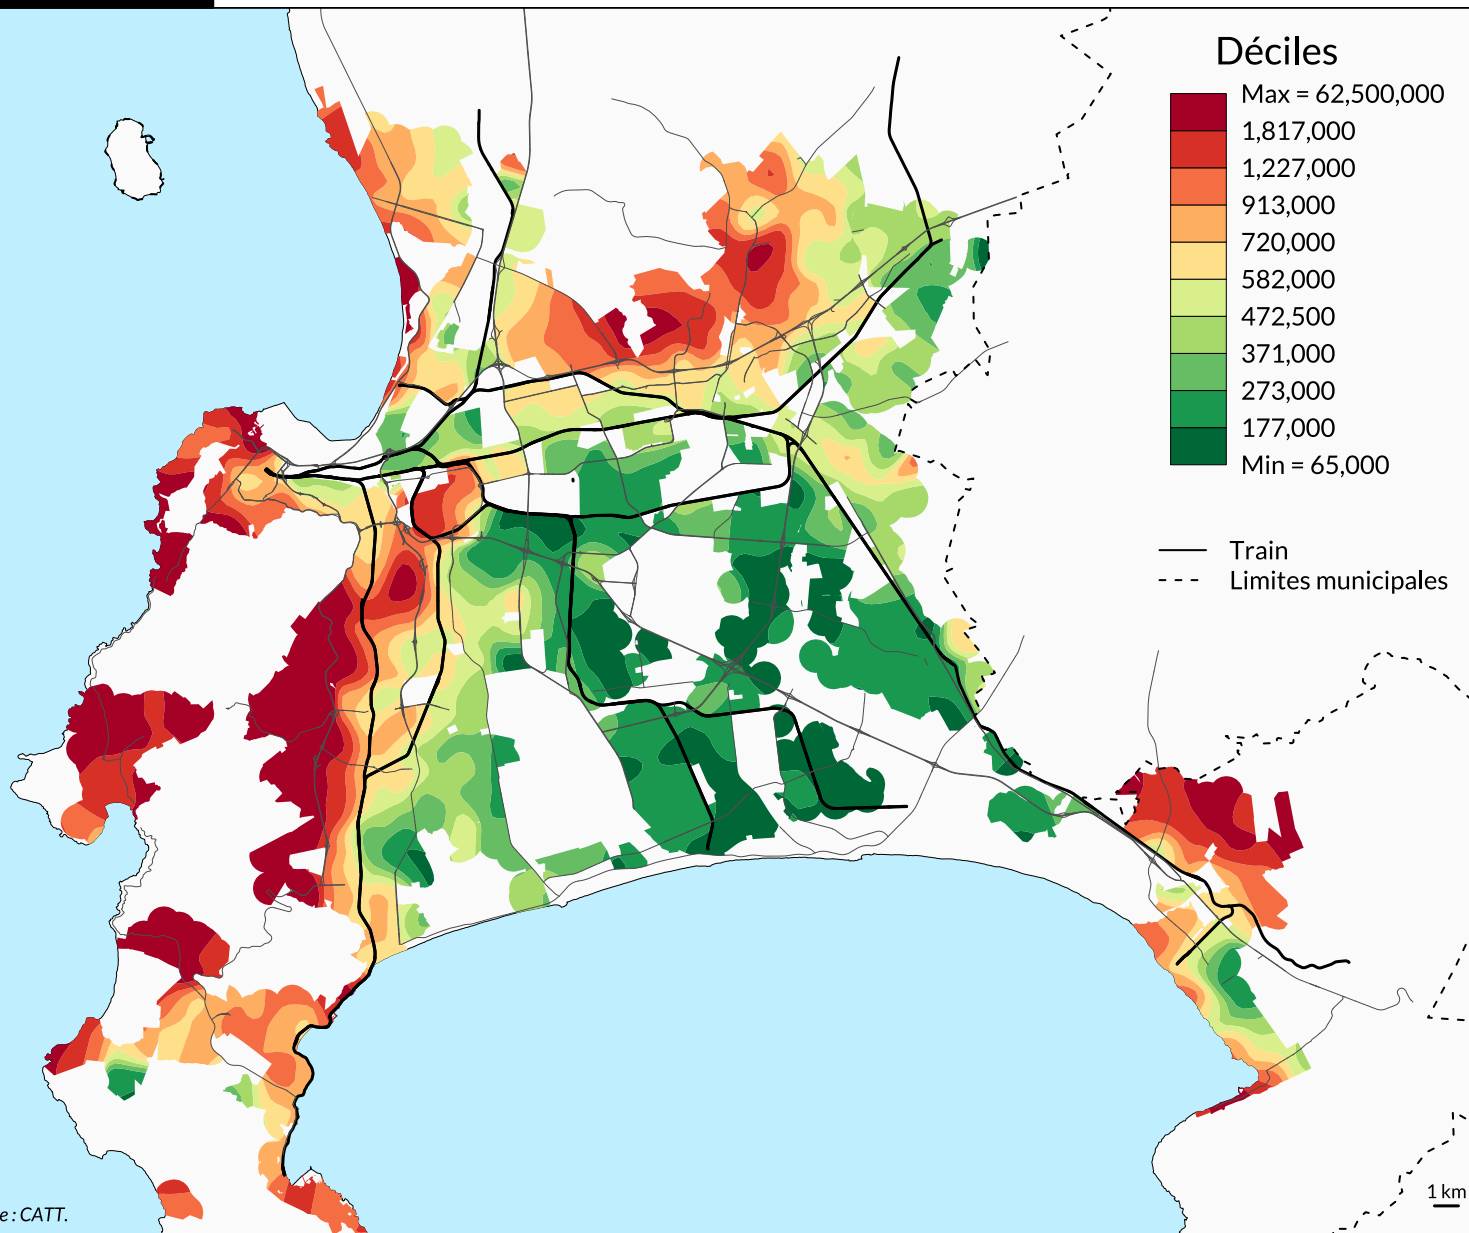 Déciles
Max = 62,500,000
1,817,000
1,227,000
913,000
720,000
582,000
472,500
371,000
273,000
177,000
Min = 65,000
Train
Limites municipales
1 km
e : CATT.